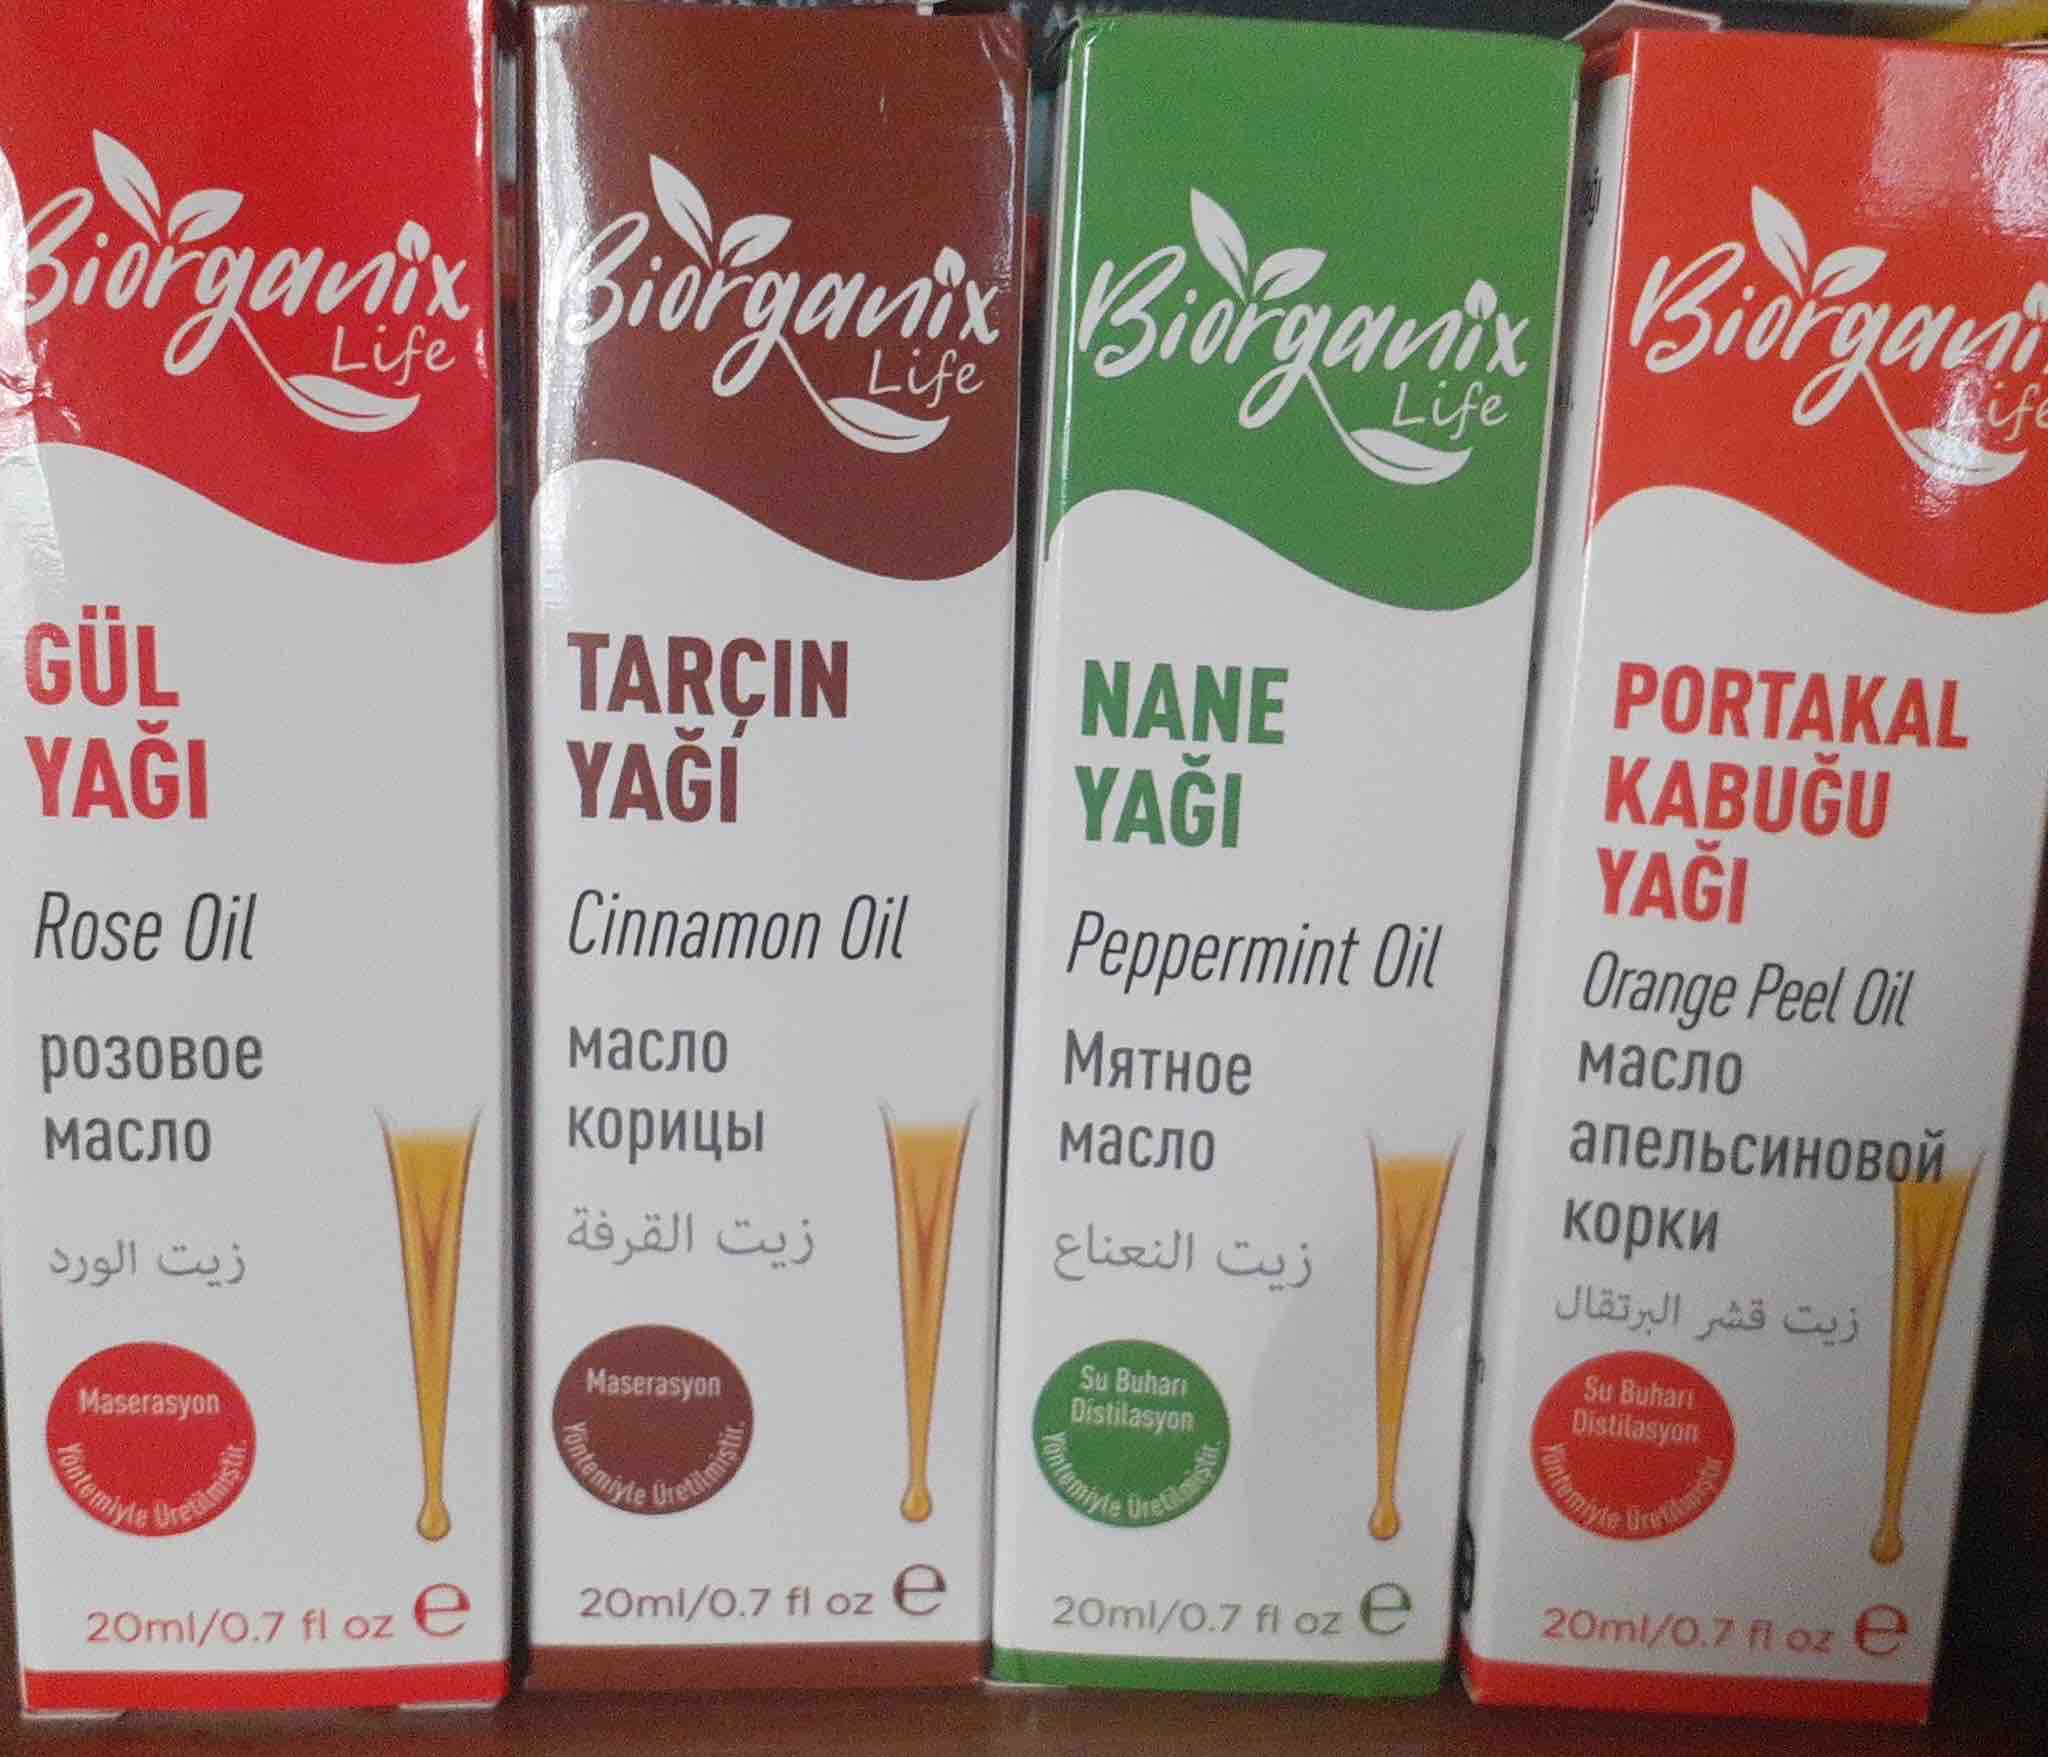 Biorganix
Life
GÜL
YAĞI
Rose Oil
розовое
масло
زيت الورد
Maserasyon
Yöntemiyle Üretilmiştir.
20ml/0.7 fl oz ℮
Biorganix
Life
TARÇIN
YAĞI
Cinnamon Oil
масло
корицы
زيت القرفة
Maserasyon
Yöntemiyle Üretilmiştir.
20ml/0.7 fl oz ℮
Biorganix
Life
NANE
YAĞI
Peppermint Oil
Мятное
масло
زيت النعناع
Su Buharı
Distilasyon
Yöntemiyle Üretilmiştir.
20ml/0.7 fl oz ℮
Biorgani
Life
PORTAKAL
KABUĞU
YAĞI
Orange Peel Oil
масло
апельсиновой
корки
زيت قشر البرتقال
Su Buharı
Distilasyon
Yöntemiyle Üretilmiştir
20ml/0.7 fl oz ℮